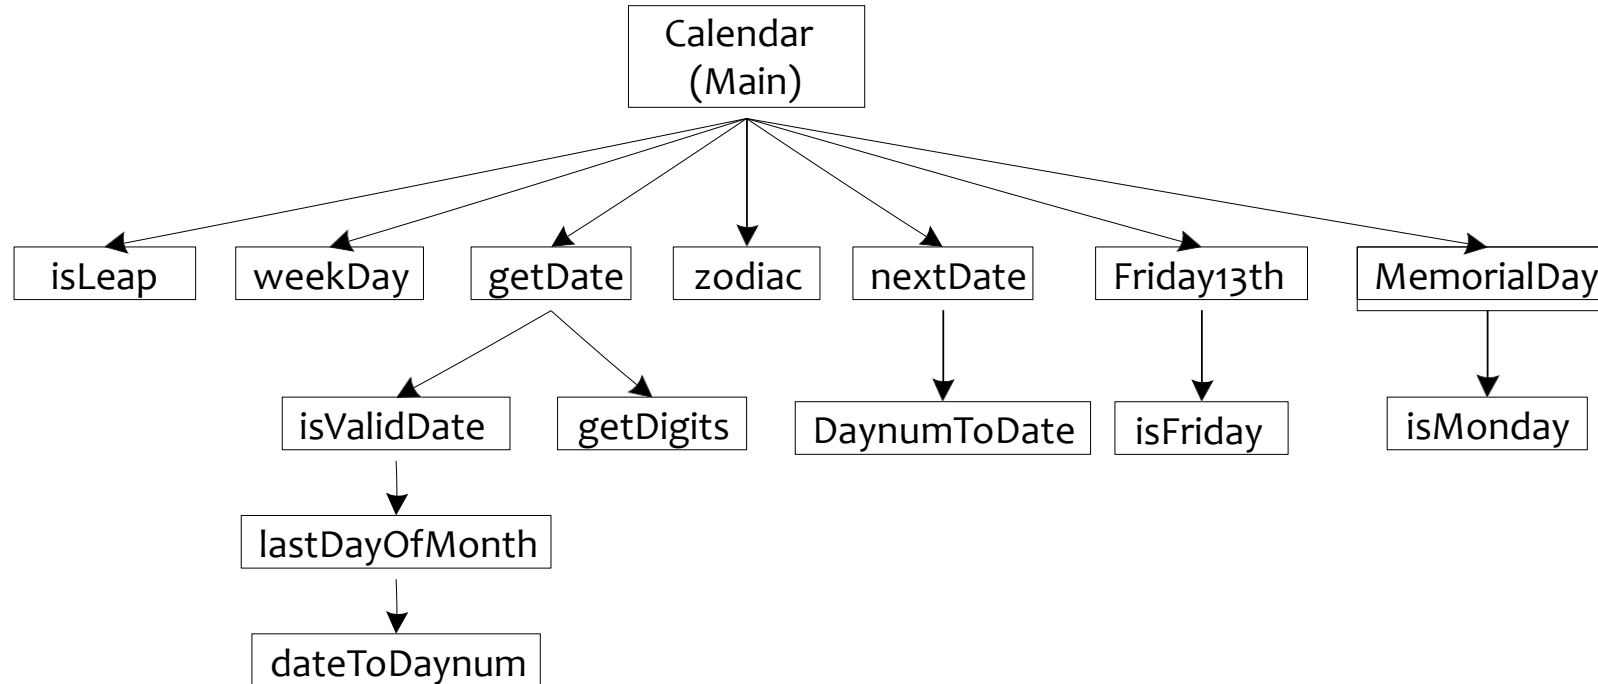 Calendar
(Main)
isLeap
weekDay
getDate
zodiac
nextDate
Friday13th
MemorialDay
isValidDate
getDigits
DaynumToDate
isFriday
isMonday
lastDayOfMonth
dateToDaynum